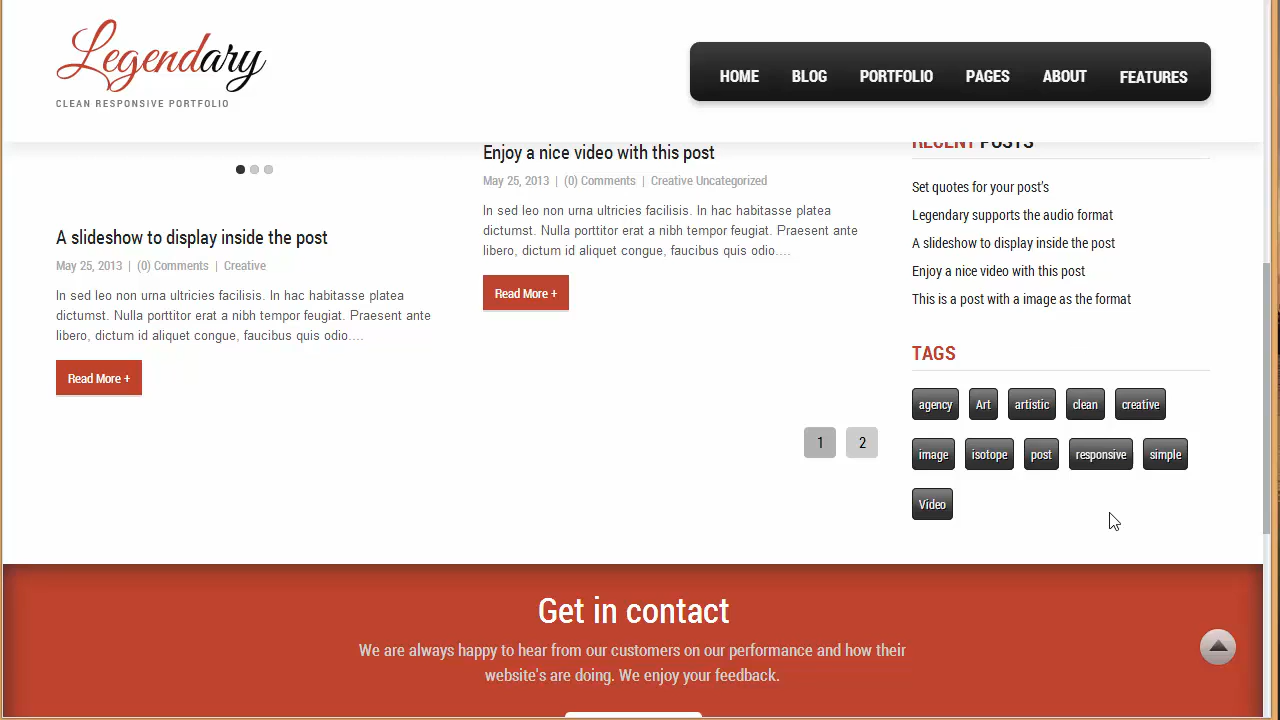 Legendary
CLEAN RESPONSIVE PORTFOLIO
HOME BLOG PORTFOLIO PAGES ABOUT FEATURES
A slideshow to display inside the post
May 25, 2013 | (0) Comments | Creative
In sed leo non urna ultricies facilisis. In hac habitasse platea
dictumst. Nulla porttitor erat a nibh tempor feugiat. Praesent ante
libero, dictum id aliquet congue, faucibus quis odio....
Read More +
Enjoy a nice video with this post
May 25, 2013 | (0) Comments | Creative Uncategorized
In sed leo non urna ultricies facilisis. In hac habitasse platea
dictumst. Nulla porttitor erat a nibh tempor feugiat. Praesent ante
libero, dictum id aliquet congue, faucibus quis odio....
Read More +
1 2
RECENT POSTS
Set quotes for your post's
Legendary supports the audio format
A slideshow to display inside the post
Enjoy a nice video with this post
This is a post with a image as the format
TAGS
agency Art artistic clean creative
image isotope post responsive simple
Video
Get in contact
We are always happy to hear from our customers on our performance and how their
website's are doing. We enjoy your feedback.